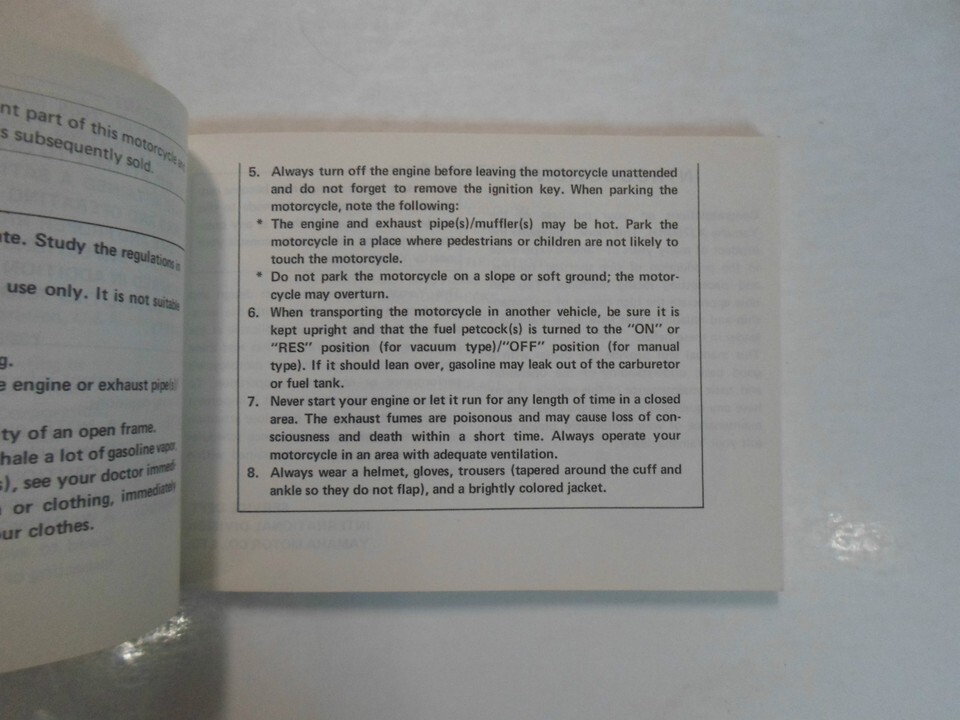 nt part of this motorcycle and
s subsequently sold.
te. Study the regulations in
use only. It is not suitable
g.
e engine or exhaust pipe(s)/
ty of an open frame.
hale a lot of gasoline vapor,
s), see your doctor immed-
or clothing, immediately
ur clothes.
5. Always turn off the engine before leaving the motorcycle unattended
and do not forget to remove the ignition key. When parking the
motorcycle, note the following:
* The engine and exhaust pipe(s)/muffler(s) may be hot. Park the
motorcycle in a place where pedestrians or children are not likely to
touch the motorcycle.
* Do not park the motorcycle on a slope or soft ground; the motor-
cycle may overturn.
6. When transporting the motorcycle in another vehicle, be sure it is
kept upright and that the fuel petcock(s) is turned to the "ON" or
"RES" position (for vacuum type)/"OFF" position (for manual
type). If it should lean over, gasoline may leak out of the carburetor
or fuel tank.
7. Never start your engine or let it run for any length of time in a closed
area. The exhaust fumes are poisonous and may cause loss of con-
sciousness and death within a short time. Always operate your
motorcycle in an area with adequate ventilation.
8. Always wear a helmet, gloves, trousers (tapered around the cuff and
ankle so they do not flap), and a brightly colored jacket.